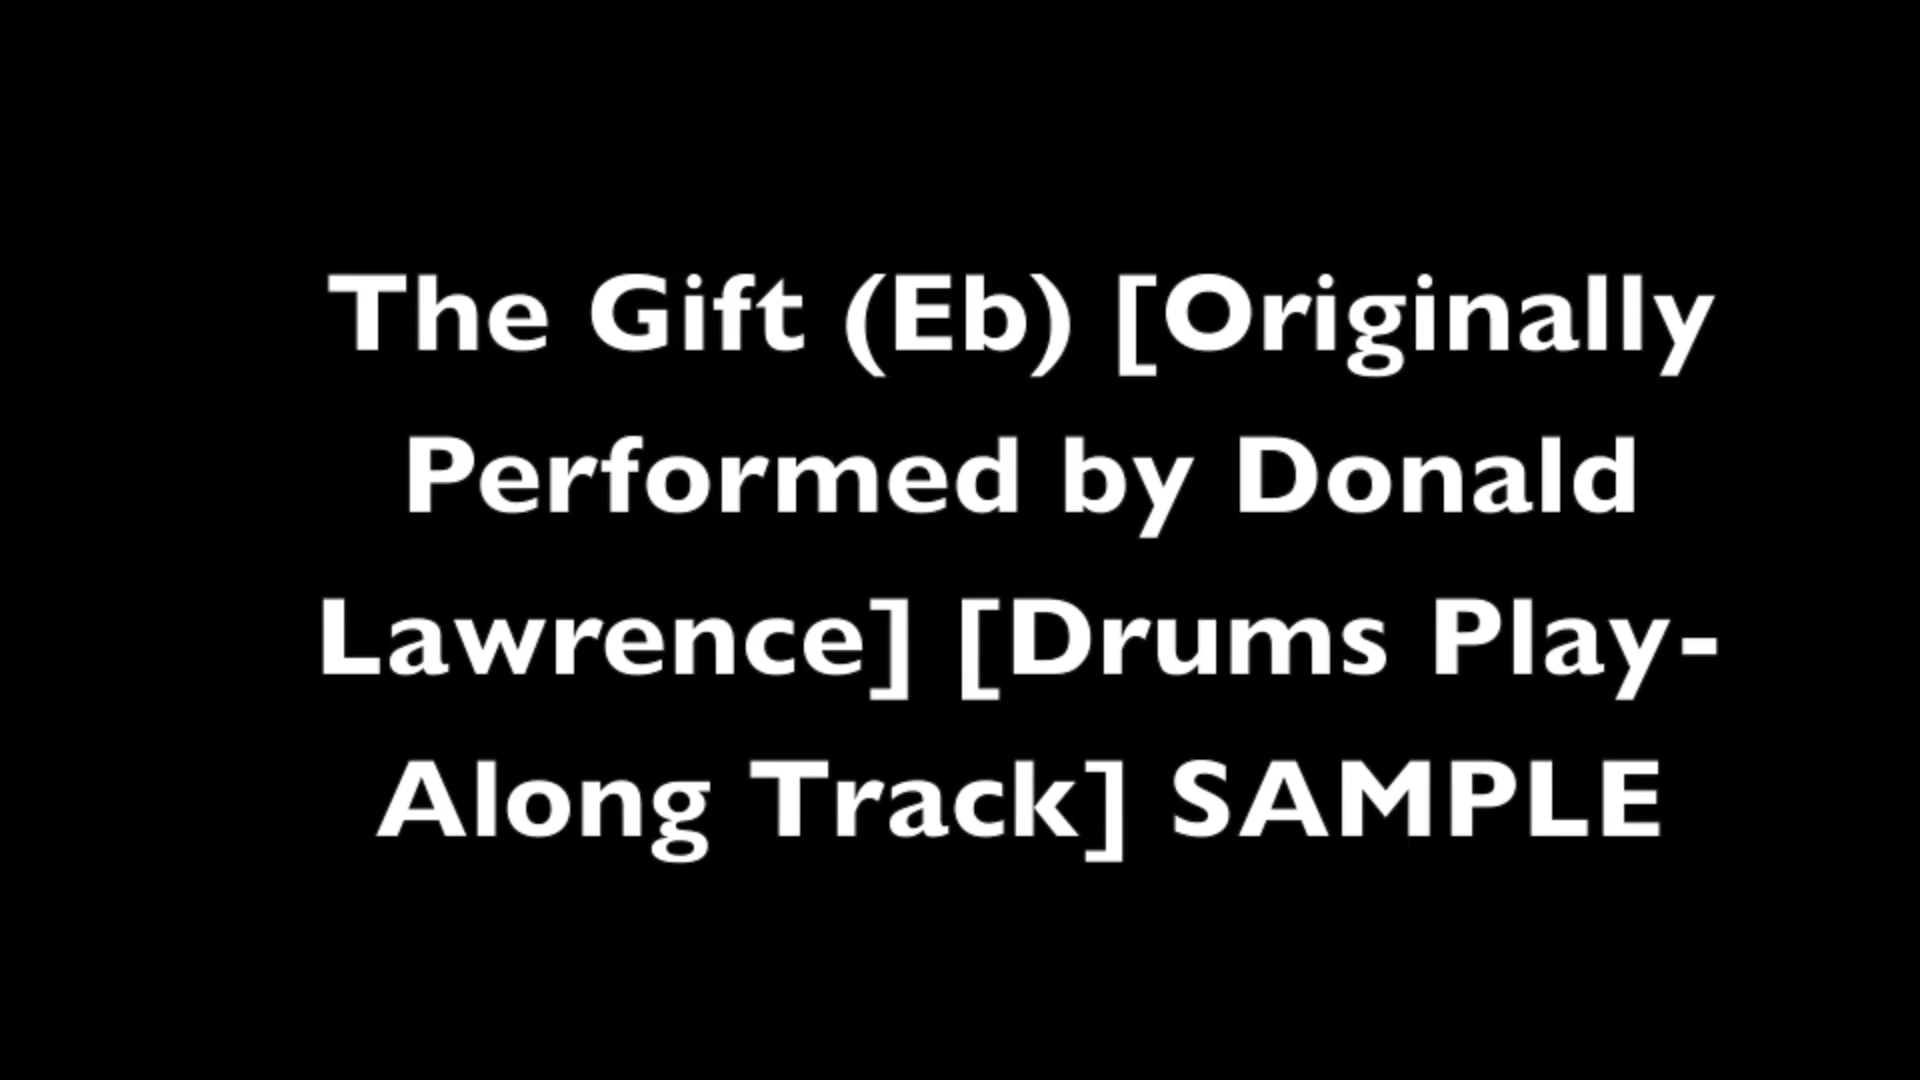 The Gift (Eb) [Originally
Performed by Donald
Lawrence] [Drums Play-
Along Track] SAMPLE